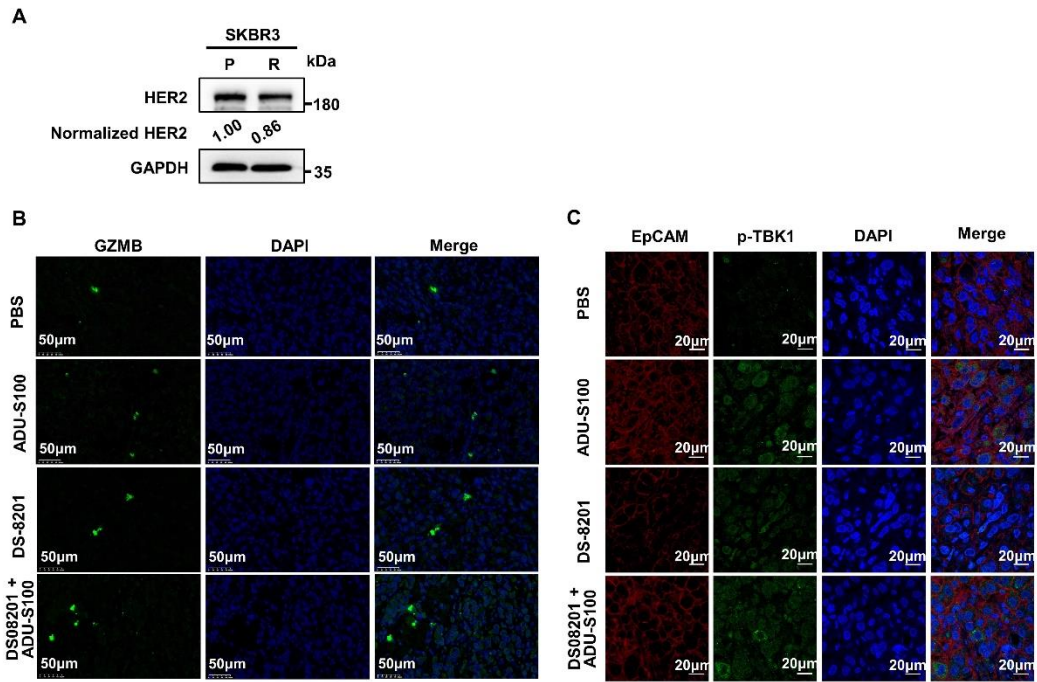 A
SKBR3
P R kDa
HER2
180
Normalized HER2 1.00 0.86
GAPDH
35
B
GZMB DAPI Merge
PBS
50μm 50μm 50μm
ADU-S100
50μm 50μm 50μm
DS-8201
50μm 50μm 50μm
DS08201 +
ADU-S100
50μm 50μm 50μm
C
EpCAM p-TBK1 DAPI Merge
PBS
20μm 20μm 20μm 20μm
ADU-S100
20μm 20μm 20μm 20μm
DS-8201
20μm 20μm 20μm 20μm
DS08201 +
ADU-S100
20μm 20μm 20μm 20μm